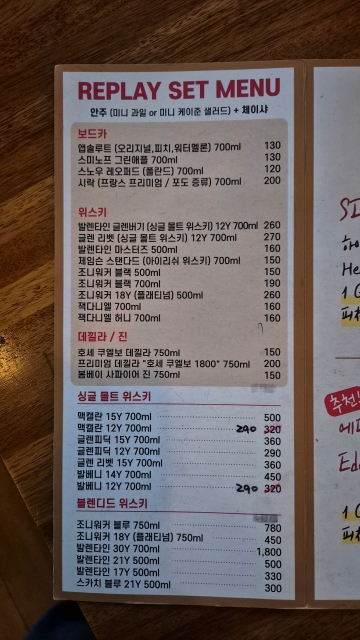 REPLAY SET MENU
안주 (미니 과일 or 미니 케이준 샐러드) + 체이샤
보드카
앱솔루트 (오리지널,피치,워터멜론) 700ml 130
스미노프 그린애플 700ml 130
스노우 레오파드 (폴란드) 700ml 120
시락 (프랑스 프리미엄 / 포도 증류) 700ml 200
위스키
발렌타인 글렌버기 (싱글 몰트 위스키) 12Y 700ml 260
글렌 리벳 (싱글 몰트 위스키) 12Y 700ml 270
발렌타인 마스터즈 500ml 160
제임슨 스탠다드 (아이리쉬 위스키) 700ml 150
조니워커 블랙 500ml 150
조니워커 블랙 700ml 190
조니워커 18Y (플래티넘) 500ml 260
잭다니엘 700ml 160
잭다니엘 허니 700ml 160
데낄라 / 진
호세 쿠엘보 데낄라 750ml 150
프리미엄 데낄라 "호세 쿠엘보 1800" 750ml 200
봄베이 사파이어 진 750ml 150
싱글 몰트 위스키
맥캘란 15Y 700ml 500
맥캘란 12Y 700ml 290 320
글렌피딕 15Y 700ml 360
글렌피딕 12Y 700ml 290
글렌 리벳 15Y 700ml 360
발베니 14Y 700ml 450
발베니 12Y 700ml 290 320
블렌디드 위스키
조니워커 블루 750ml 780
조니워커 18Y (플래티넘) 750ml 450
발렌타인 30Y 700ml 1,800
발렌타인 21Y 500ml 500
발렌타인 17Y 500ml 330
스카치 블루 21Y 500ml 300
추천!